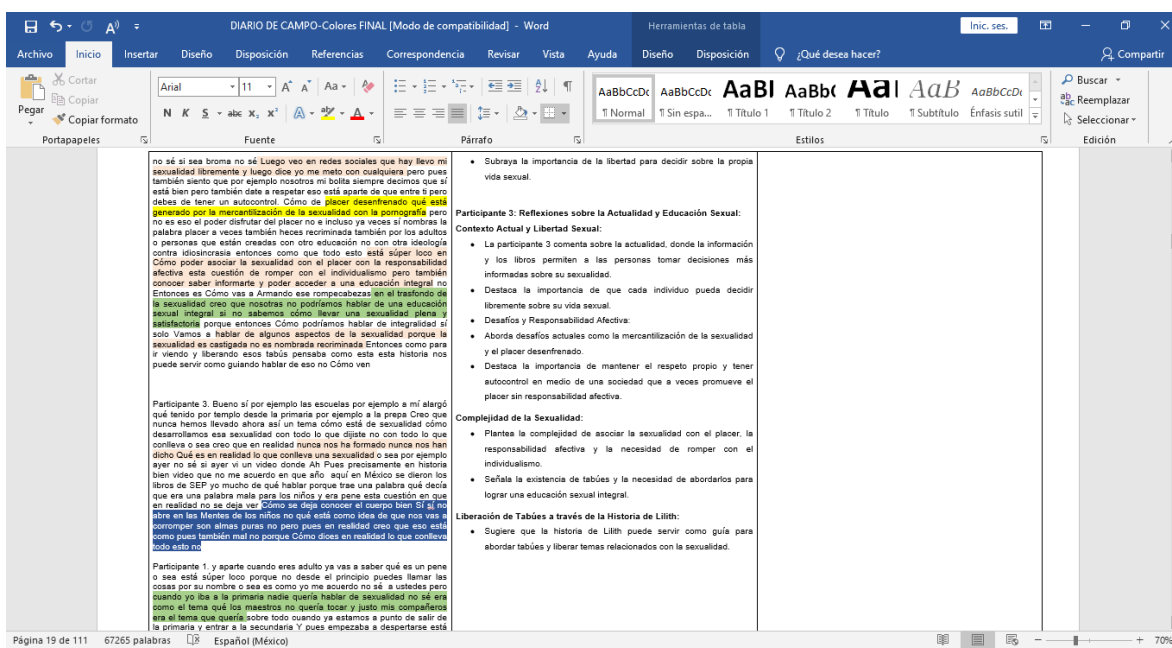 DIARIO DE CAMPO-Colores FINAL [Modo de compatibilidad] - Word
Herramientas de tabla
Inic. ses.
Archivo Inicio Insertar Diseño Disposición Referencias Correspondencia Revisar Vista Ayuda Diseño Disposición ¿Qué desea hacer? Compartir
Pegar
Cortar
Copiar
Copiar formato
Portapapeles
Arial 11
N K S abc x₂ x²
Fuente
Párrafo
AaBbCcDc AaBbCcDc AaBl AaBb( AaI AaB AaBbCcDc
¶ Normal ¶ Sin espa... ¶ Título 1 ¶ Título 2 ¶ Título ¶ Subtítulo Énfasis sutil
Estilos
Buscar
Reemplazar
Seleccionar
Edición
no sé si sea broma no sé Luego veo en redes sociales que hay llevo mi
sexualidad libremente y luego dice yo me meto con cualquiera pero pues
también siento que por ejemplo nosotros mi bolita siempre decimos que sí
está bien pero también date a respetar eso está aparte de que entre ti pero
debes de tener un autocontrol. Cómo de placer desenfrenado qué está
generado por la mercantilización de la sexualidad con la pornografía pero
no es eso el poder disfrutar del placer no e incluso ya veces sí nombras la
palabra placer a veces también heces recriminada también por los adultos
o personas que están creadas con otro educación no con otra ideología
contra idiosincrasia entonces como que todo esto está súper loco en
Cómo poder asociar la sexualidad con el placer con la responsabilidad
afectiva esta cuestión de romper con el individualismo pero también
conocer saber informarte y poder acceder a una educación integral no
Entonces es Cómo vas a Armando ese rompecabezas en el trasfondo de
la sexualidad creo que nosotras no podríamos hablar de una educación
sexual integral si no sabemos cómo llevar una sexualidad plena y
satisfactoria porque entonces Cómo podríamos hablar de integralidad sí
solo Vamos a hablar de algunos aspectos de la sexualidad porque la
sexualidad es castigada no es nombrada recriminada Entonces como para
ir viendo y liberando esos tabús pensaba como esta esta historia nos
puede servir como guiando hablar de eso no Cómo ven
Participante 3. Bueno sí por ejemplo las escuelas por ejemplo a mí alargó
qué tenido por templo desde la primaria por ejemplo a la prepa Creo que
nunca hemos llevado ahora así un tema cómo está de sexualidad cómo
desarrollamos esa sexualidad con todo lo que dijiste no con todo lo que
conlleva o sea creo que en realidad nunca nos ha formado nunca nos han
dicho Qué es en realidad lo que conlleva una sexualidad o sea por ejemplo
ayer no sé si ayer vi un video donde Ah Pues precisamente en historia
bien video que no me acuerdo en que año aquí en México se dieron los
libros de SEP yo mucho de qué hablar porque trae una palabra qué decía
que era una palabra mala para los niños y era pene esta cuestión en que
en realidad no se deja ver Cómo se deja conocer el cuerpo bien Sí sí no
abre en las Mentes de los niños no qué está como idea de que nos vas a
corromper son almas puras no pero pues en realidad creo que eso está
como pues también mal no porque Cómo dices en realidad lo que conlleva
todo esto no
Participante 1. y aparte cuando eres adulto ya vas a saber qué es un pene
o sea está súper loco porque no desde el principio puedes llamar las
cosas por su nombre o sea es como yo me acuerdo no sé a ustedes pero
cuando yo iba a la primaria nadie quería hablar de sexualidad no sé era
como el tema qué los maestros no quería tocar y justo mis compañeros
era el tema que quería sobre todo cuando ya estamos a punto de salir de
la primaria y entrar a la secundaria Y pues empezaba a despertarse está
• Subraya la importancia de la libertad para decidir sobre la propia
vida sexual.
Participante 3: Reflexiones sobre la Actualidad y Educación Sexual:
Contexto Actual y Libertad Sexual:
• La participante 3 comenta sobre la actualidad, donde la información
y los libros permiten a las personas tomar decisiones más
informadas sobre su sexualidad.
• Destaca la importancia de que cada individuo pueda decidir
libremente sobre su vida sexual.
• Desafíos y Responsabilidad Afectiva:
• Aborda desafíos actuales como la mercantilización de la sexualidad
y el placer desenfrenado.
• Destaca la importancia de mantener el respeto propio y tener
autocontrol en medio de una sociedad que a veces promueve el
placer sin responsabilidad afectiva.
Complejidad de la Sexualidad:
• Plantea la complejidad de asociar la sexualidad con el placer, la
responsabilidad afectiva y la necesidad de romper con el
individualismo.
• Señala la existencia de tabúes y la necesidad de abordarlos para
lograr una educación sexual integral.
Liberación de Tabúes a través de la Historia de Lilith:
• Sugiere que la historia de Lilith puede servir como guía para
abordar tabúes y liberar temas relacionados con la sexualidad.
Página 19 de 111 67265 palabras Español (México) 70%